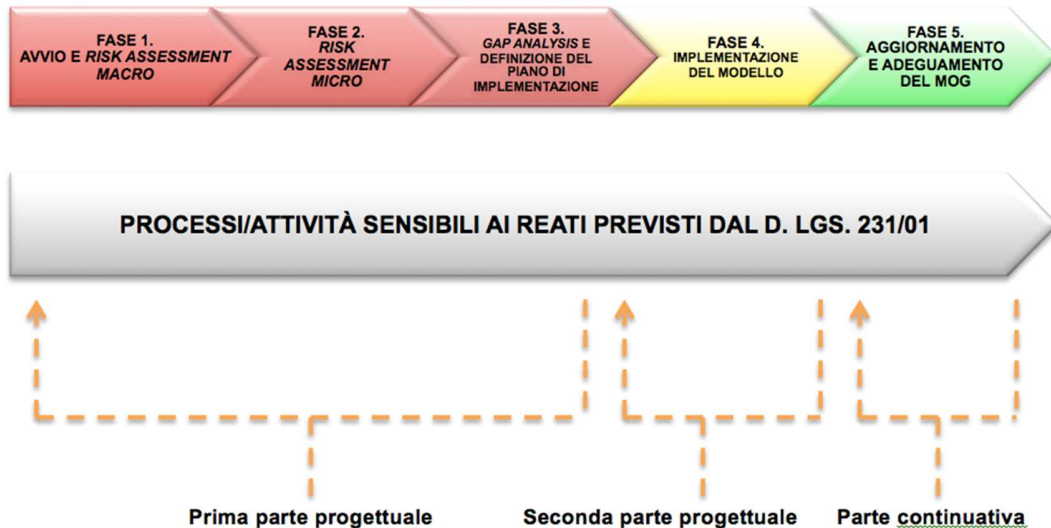 FASE 1.
AVVIO E RISK ASSESSMENT
MACRO
FASE 2.
RISK
ASSESSMENT
MICRO
FASE 3.
GAP ANALYSIS E
DEFINIZIONE DEL
PIANO DI
IMPLEMENTAZIONE
FASE 4.
IMPLEMENTAZIONE
DEL MODELLO
FASE 5.
AGGIORNAMENTO
E ADEGUAMENTO
DEL MOG
PROCESSI/ATTIVITÀ SENSIBILI AI REATI PREVISTI DAL D. LGS. 231/01
Prima parte progettuale
Seconda parte progettuale
Parte continuativa